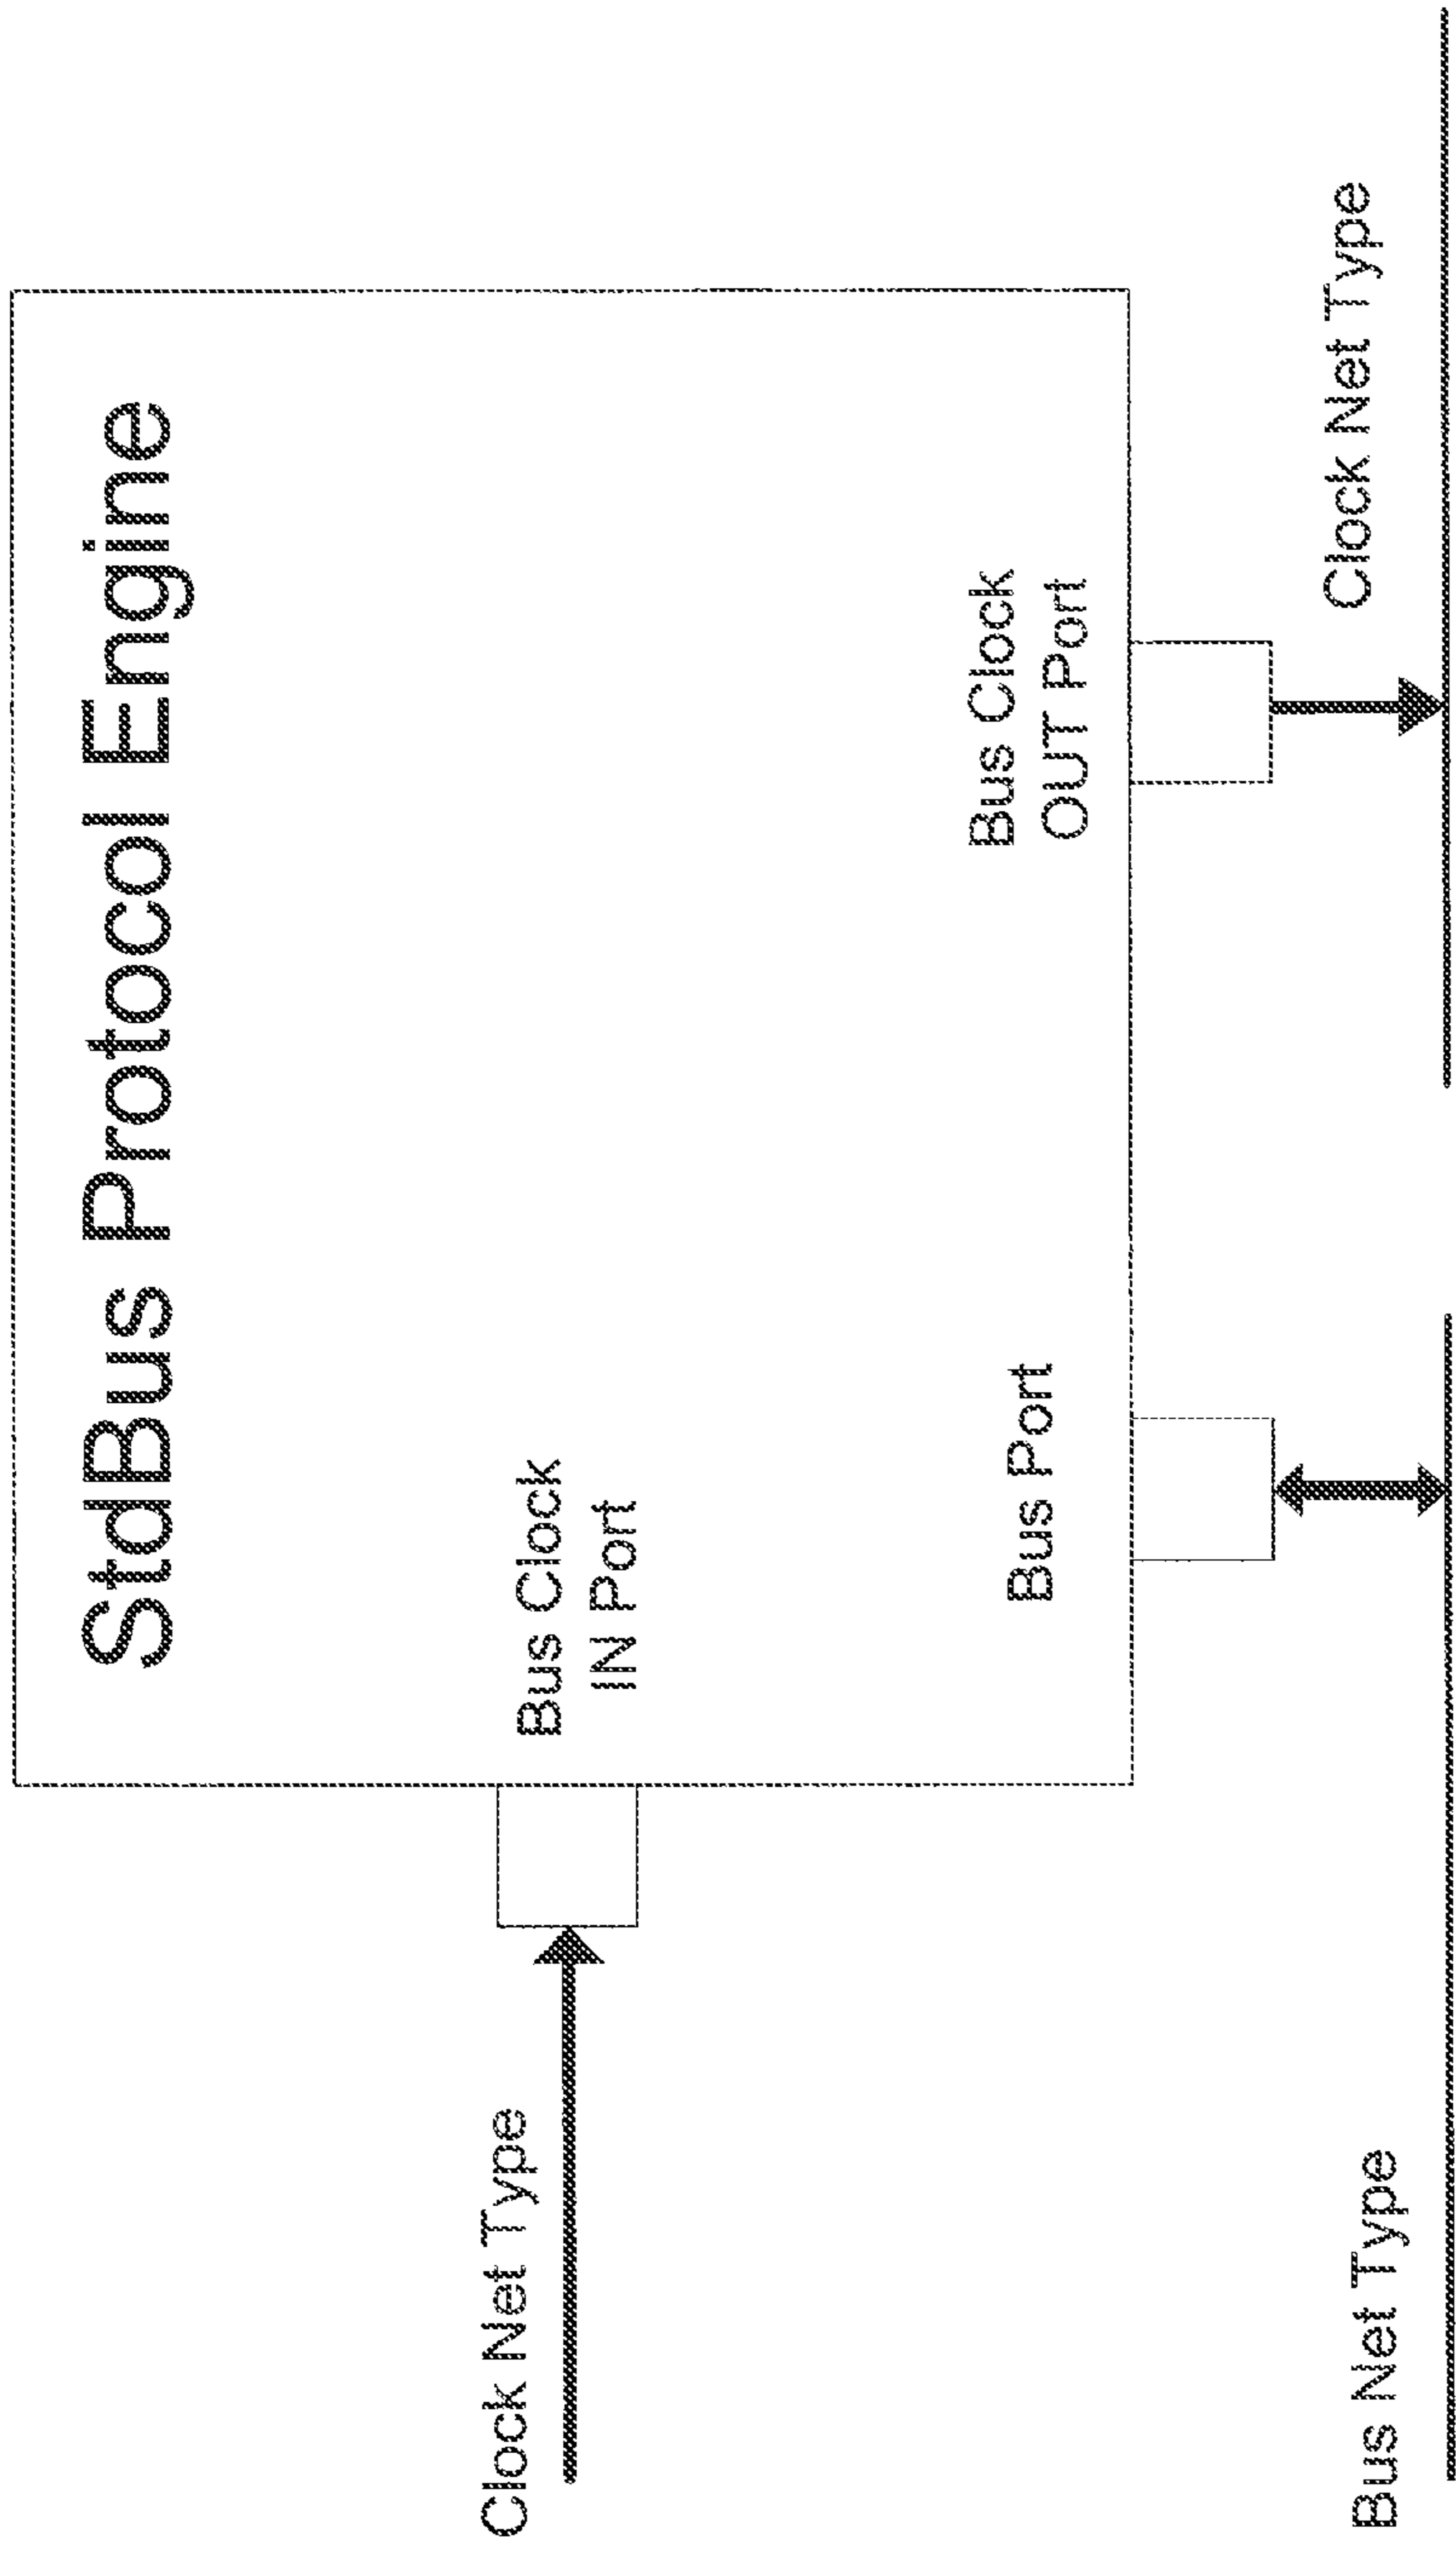 StdBus Protocol Engine
Clock Net Type
Bus Clock
IN Port
Bus Port
Bus Clock
OUT Port
Bus Net Type
Clock Net Type